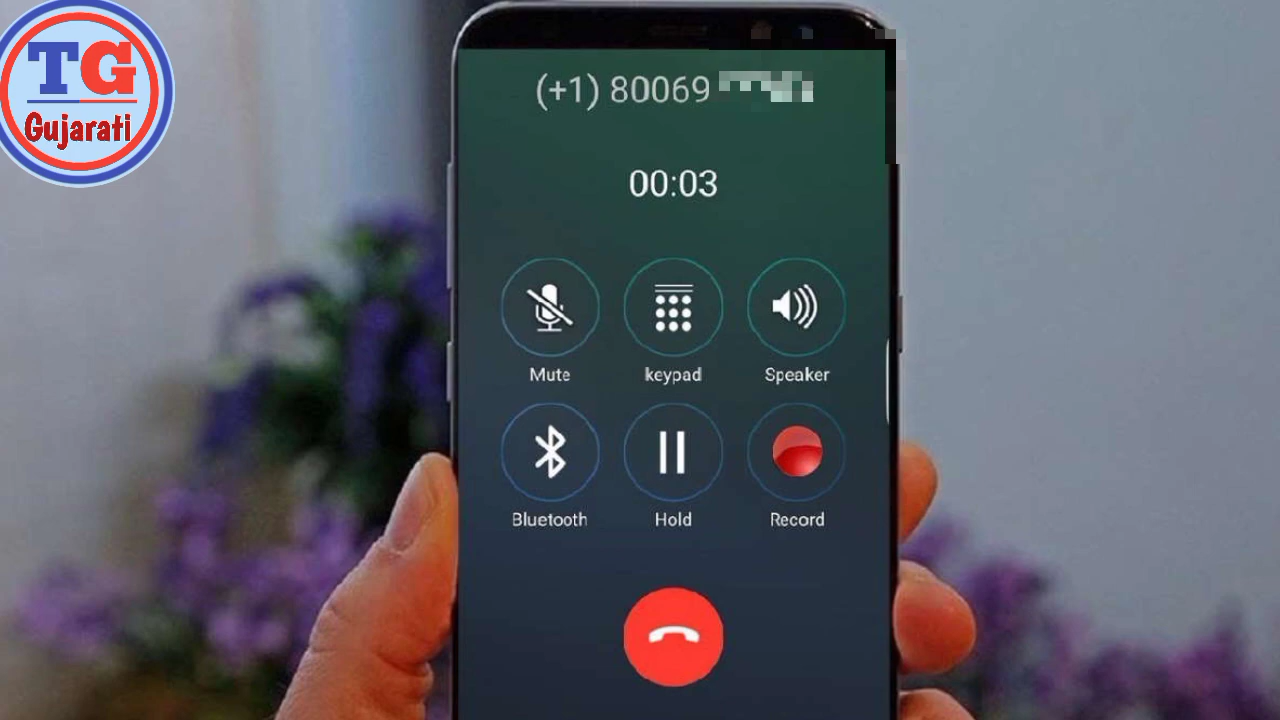 TG
Gujarati
(+1) 80069
00:03
Mute
keypad
Speaker
Bluetooth
Hold
Record